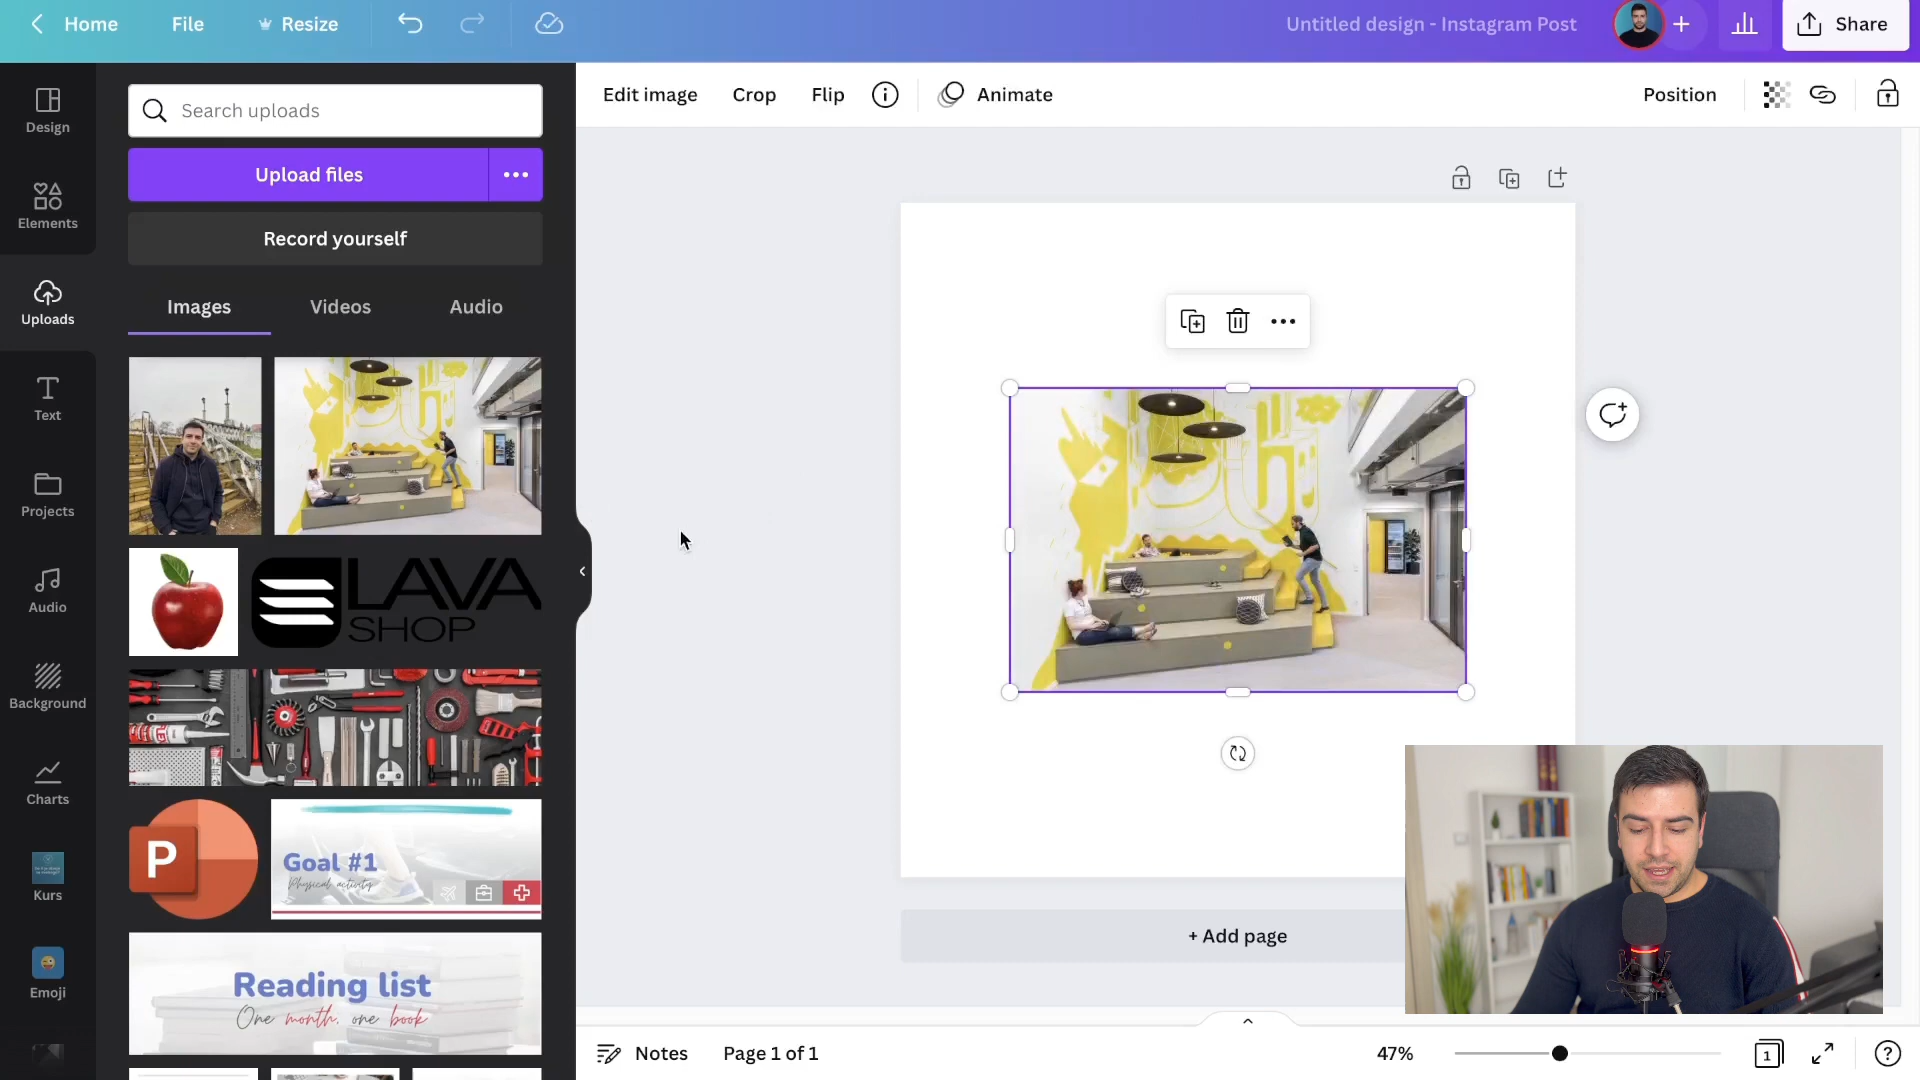 Home
File
Resize
Untitled design - Instagram Post
Share
Design
Elements
Uploads
Text
Projects
Audio
Background
Charts
Kurs
Emoji
Search uploads
Upload files
Record yourself
Images
Videos
Audio
LAVA
SHOP
P
Goal #1
Physical activity
Reading list
One month, one book
Edit image
Crop
Flip
Animate
Position
+ Add page
Notes
Page 1 of 1
47%
1